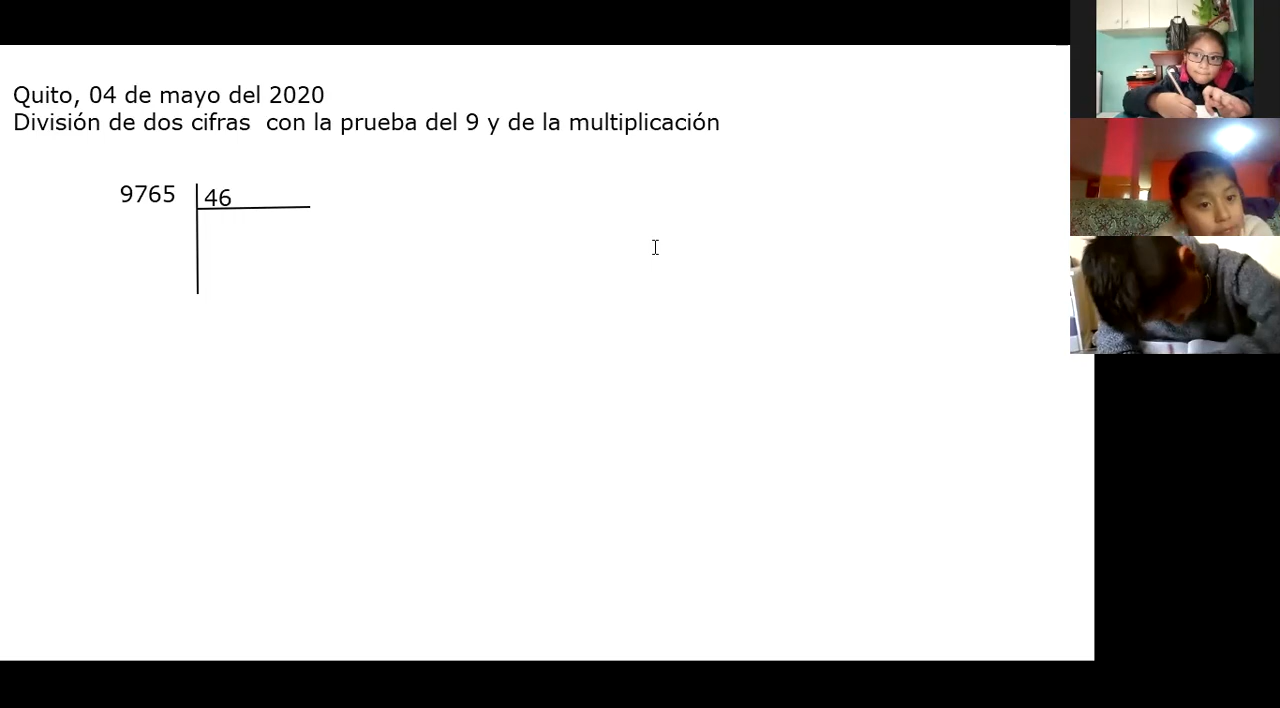 Quito, 04 de mayo del 2020
División de dos cifras  con la prueba del 9 y de la multiplicación
9765 46